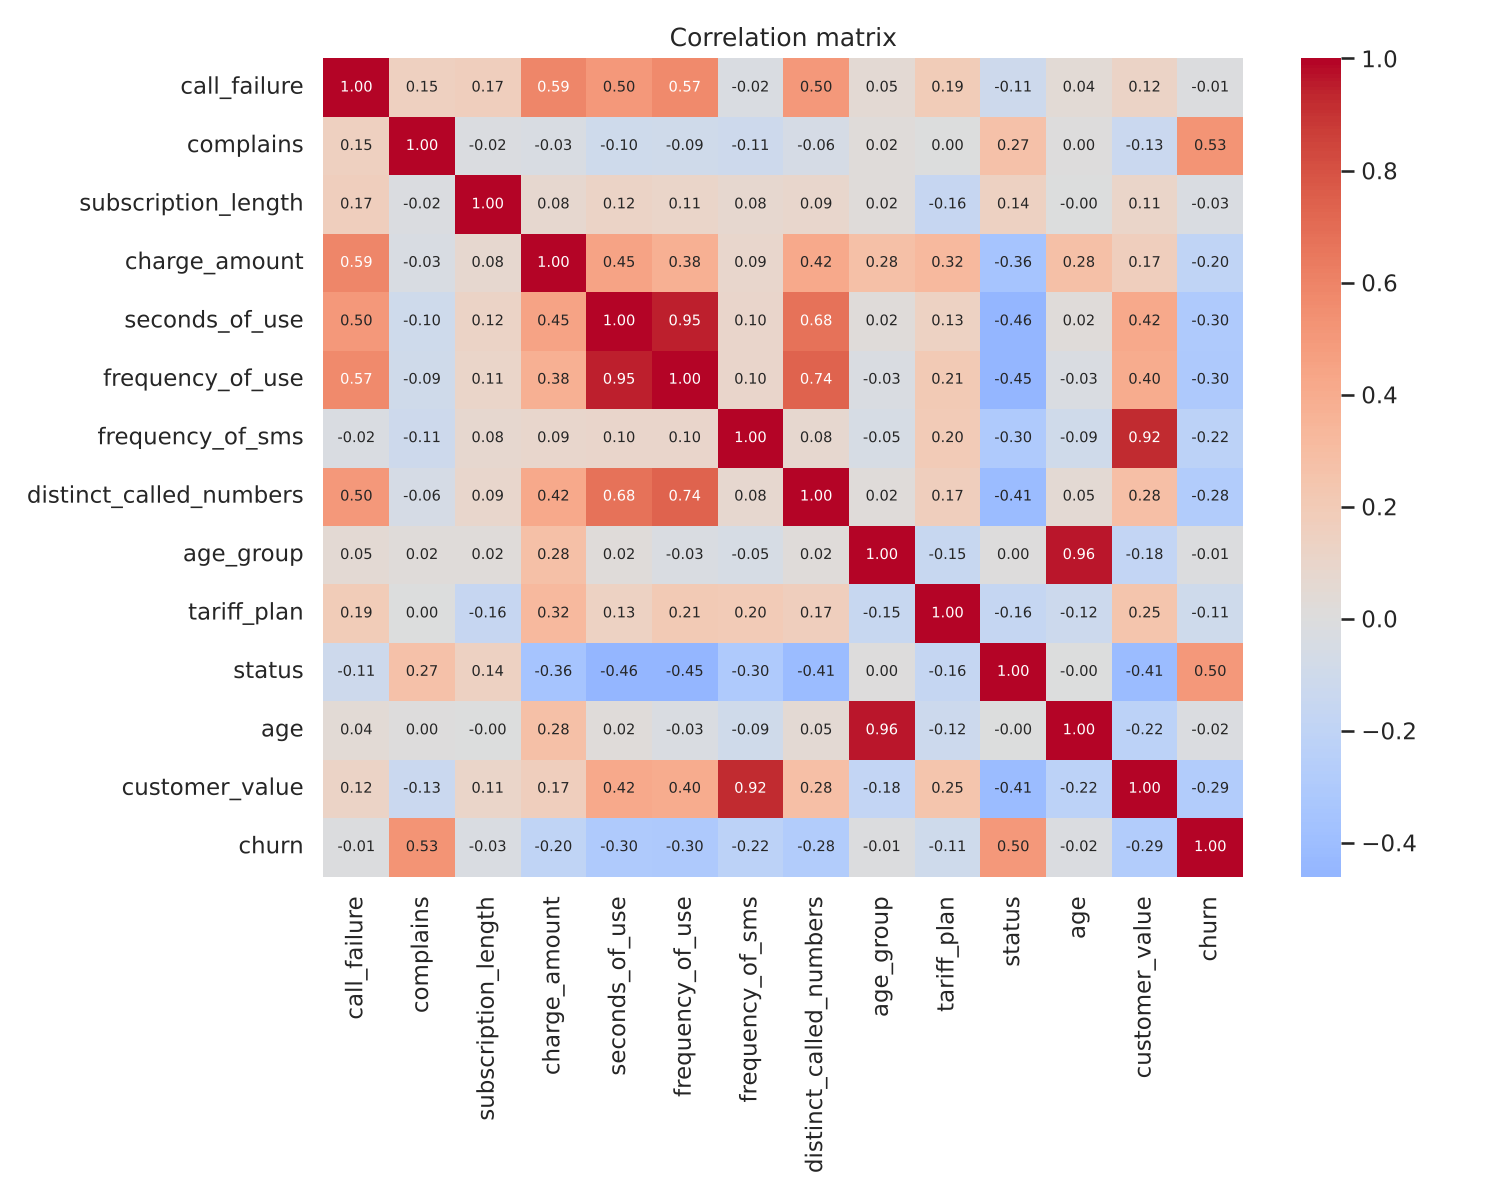 Correlation matrix
call_failure 1.00 0.15 0.17 0.59 0.50 0.57 -0.02 0.50 0.05 0.19 -0.11 0.04 0.12 -0.01
complains 0.15 1.00 -0.02 -0.03 -0.10 -0.09 -0.11 -0.06 0.02 0.00 0.27 0.00 -0.13 0.53
subscription_length 0.17 -0.02 1.00 0.08 0.12 0.11 0.08 0.09 0.02 -0.16 0.14 -0.00 0.11 -0.03
charge_amount 0.59 -0.03 0.08 1.00 0.45 0.38 0.09 0.42 0.28 0.32 -0.36 0.28 0.17 -0.20
seconds_of_use 0.50 -0.10 0.12 0.45 1.00 0.95 0.10 0.68 0.02 0.13 -0.46 0.02 0.42 -0.30
frequency_of_use 0.57 -0.09 0.11 0.38 0.95 1.00 0.10 0.74 -0.03 0.21 -0.45 -0.03 0.40 -0.30
frequency_of_sms -0.02 -0.11 0.08 0.09 0.10 0.10 1.00 0.08 -0.05 0.20 -0.30 -0.09 0.92 -0.22
distinct_called_numbers 0.50 -0.06 0.09 0.42 0.68 0.74 0.08 1.00 0.02 0.17 -0.41 0.05 0.28 -0.28
age_group 0.05 0.02 0.02 0.28 0.02 -0.03 -0.05 0.02 1.00 -0.15 0.00 0.96 -0.18 -0.01
tariff_plan 0.19 0.00 -0.16 0.32 0.13 0.21 0.20 0.17 -0.15 1.00 -0.16 -0.12 0.25 -0.11
status -0.11 0.27 0.14 -0.36 -0.46 -0.45 -0.30 -0.41 0.00 -0.16 1.00 -0.00 -0.41 0.50
age 0.04 0.00 -0.00 0.28 0.02 -0.03 -0.09 0.05 0.96 -0.12 -0.00 1.00 -0.22 -0.02
customer_value 0.12 -0.13 0.11 0.17 0.42 0.40 0.92 0.28 -0.18 0.25 -0.41 -0.22 1.00 -0.29
churn -0.01 0.53 -0.03 -0.20 -0.30 -0.30 -0.22 -0.28 -0.01 -0.11 0.50 -0.02 -0.29 1.00
call_failure
complains
subscription_length
charge_amount
seconds_of_use
frequency_of_use
frequency_of_sms
distinct_called_numbers
age_group
tariff_plan
status
age
customer_value
churn
1.0
0.8
0.6
0.4
0.2
0.0
−0.2
−0.4